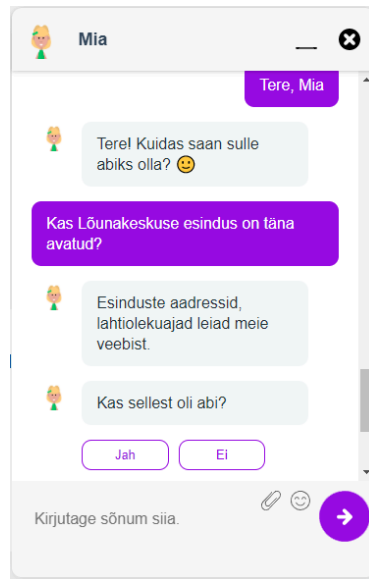 Mia
Tere, Mia
Tere! Kuidas saan sulle
abiks olla? 🙂
Kas Lõunakeskuse esindus on täna
avatud?
Esinduste aadressid,
lahtiolekuajad leiad meie
veebist.
Kas sellest oli abi?
Jah
Ei
Kirjutage sõnum siia.